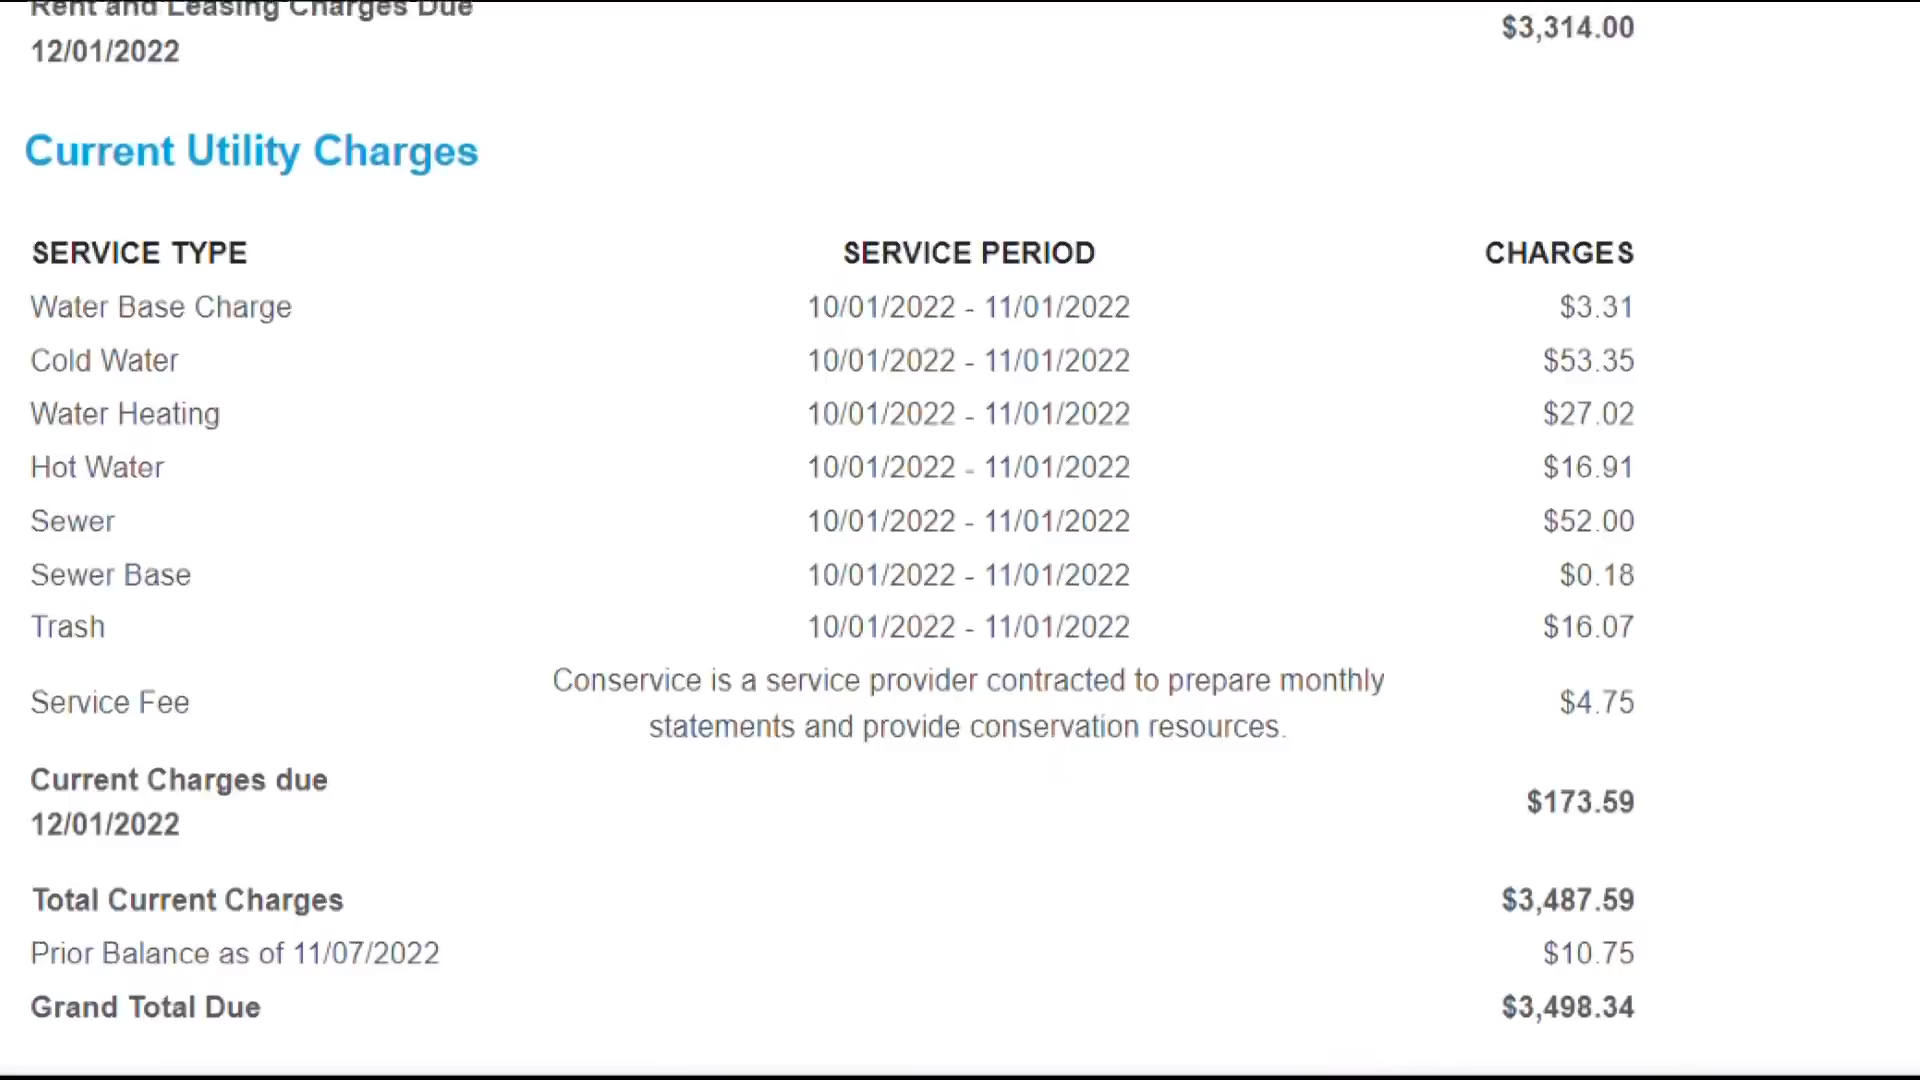 Rent and Leasing Charges Due
12/01/2022 $3,314.00
Current Utility Charges
SERVICE TYPE SERVICE PERIOD CHARGES
Water Base Charge 10/01/2022 - 11/01/2022 $3.31
Cold Water 10/01/2022 - 11/01/2022 $53.35
Water Heating 10/01/2022 - 11/01/2022 $27.02
Hot Water 10/01/2022 - 11/01/2022 $16.91
Sewer 10/01/2022 - 11/01/2022 $52.00
Sewer Base 10/01/2022 - 11/01/2022 $0.18
Trash 10/01/2022 - 11/01/2022 $16.07
Service Fee Conservice is a service provider contracted to prepare monthly
statements and provide conservation resources. $4.75
Current Charges due
12/01/2022 $173.59
Total Current Charges $3,487.59
Prior Balance as of 11/07/2022 $10.75
Grand Total Due $3,498.34